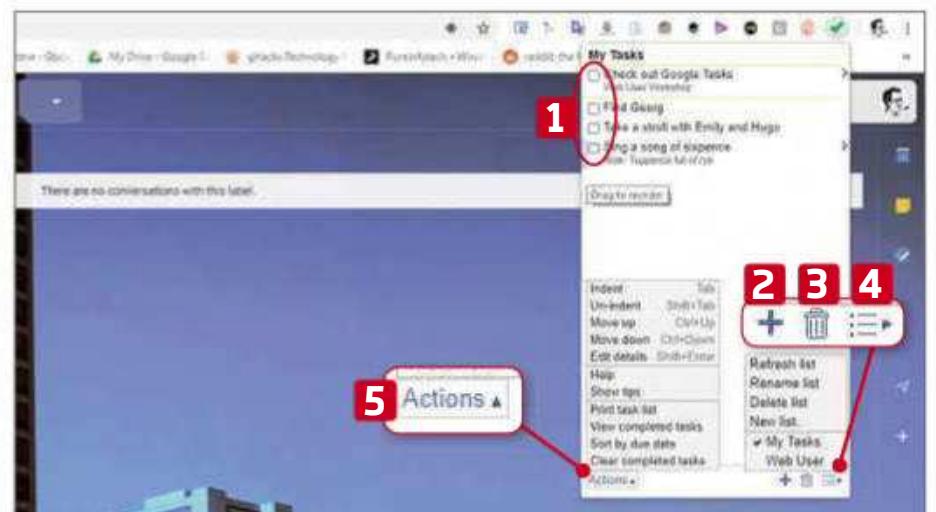 My Drive - Google
My Tasks
Check out Google Tasks
Web User Workshop
Find Georg
Take a stroll with Emily and Hugo
Sing a song of sixpence
There are no conversations with this label.
Drag to reorder
1
2 3 4
Indent Tab
Un-indent Shift+Tab
Move up Ctrl+Up
Move down Ctrl+Down
Edit details Shift+Enter
Help
Show tips
Print task list
View completed tasks
Sort by due date
Clear completed tasks
Refresh list
Rename list
Delete list
New list..
My Tasks
Web User
5
Actions
Actions